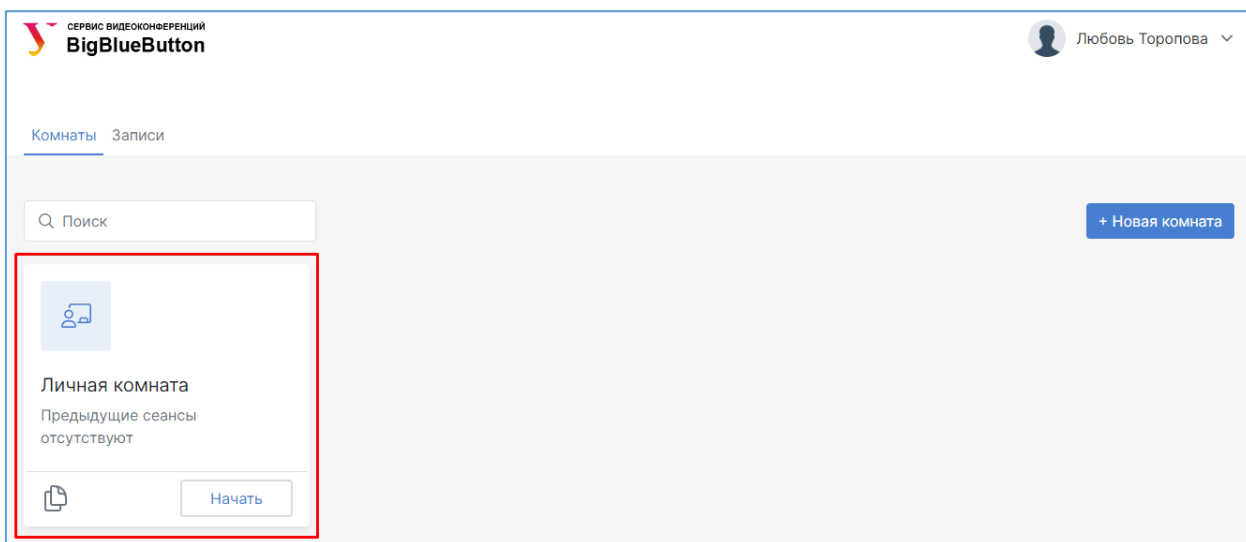 СЕРВИС ВИДЕОКОНФЕРЕНЦИЙ
BigBlueButton
Любовь Торопова
Комнаты Записи
Поиск
+ Новая комната
Личная комната
Предыдущие сеансы
отсутствуют
Начать